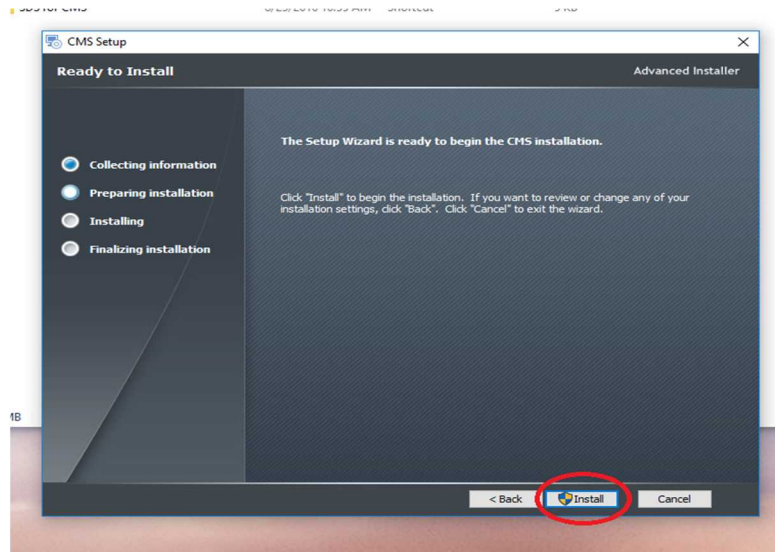 CMS Setup
Ready to Install
Advanced Installer
The Setup Wizard is ready to begin the CMS installation.
Collecting information
Preparing installation
Installing
Finalizing installation
Click "Install" to begin the installation. If you want to review or change any of your
installation settings, click "Back". Click "Cancel" to exit the wizard.
MB
< Back
Install
Cancel